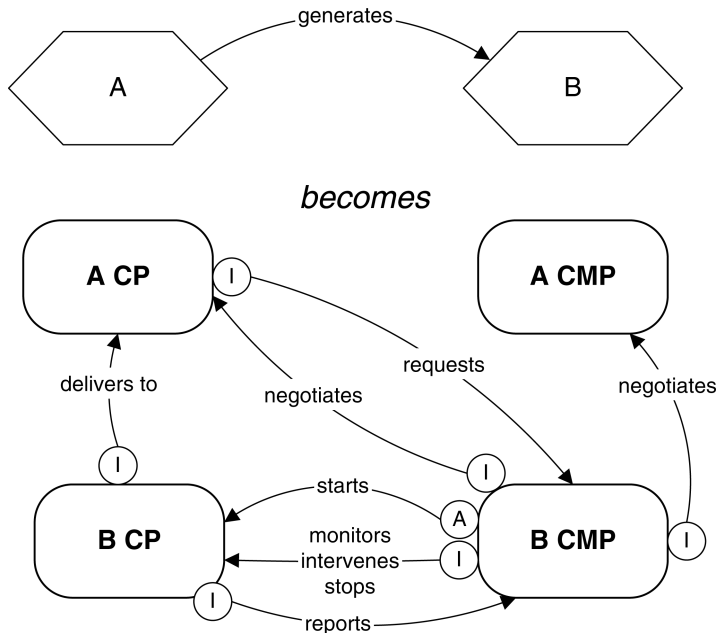 generates
A
B
becomes
A CP
I
A CMP
requests
delivers to
negotiates
negotiates
I
I
starts
A
B CP
monitors
intervenes
stops
I
B CMP
I
I
reports